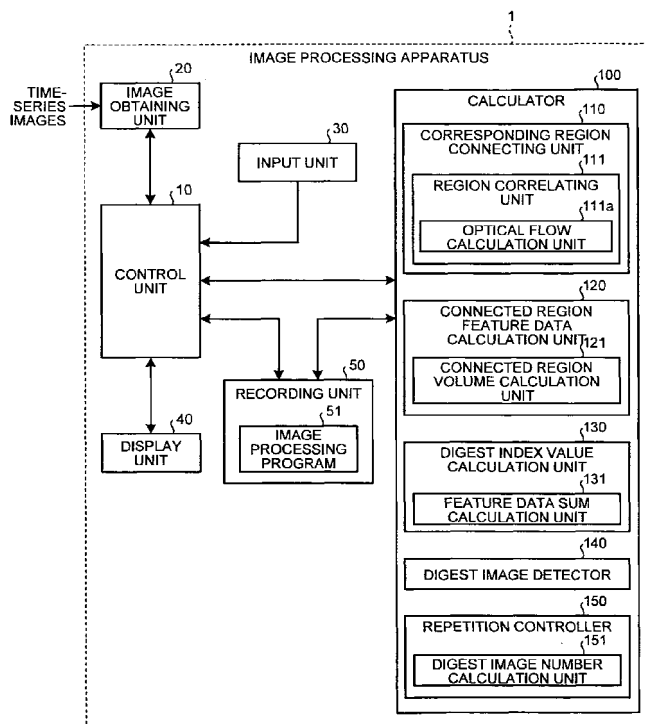 1
IMAGE PROCESSING APPARATUS
20
IMAGE
OBTAINING
UNIT
TIME-
SERIES
IMAGES
30
INPUT UNIT
10
CONTROL
UNIT
40
DISPLAY
UNIT
50
RECORDING UNIT
51
IMAGE
PROCESSING
PROGRAM
100
CALCULATOR
110
CORRESPONDING REGION
CONNECTING UNIT
111
REGION CORRELATING
UNIT
111a
OPTICAL FLOW
CALCULATION UNIT
120
CONNECTED REGION
FEATURE DATA
CALCULATION UNIT
121
CONNECTED REGION
VOLUME CALCULATION
UNIT
130
DIGEST INDEX VALUE
CALCULATION UNIT
131
FEATURE DATA SUM
CALCULATION UNIT
140
DIGEST IMAGE DETECTOR
150
REPETITION CONTROLLER
151
DIGEST IMAGE NUMBER
CALCULATION UNIT